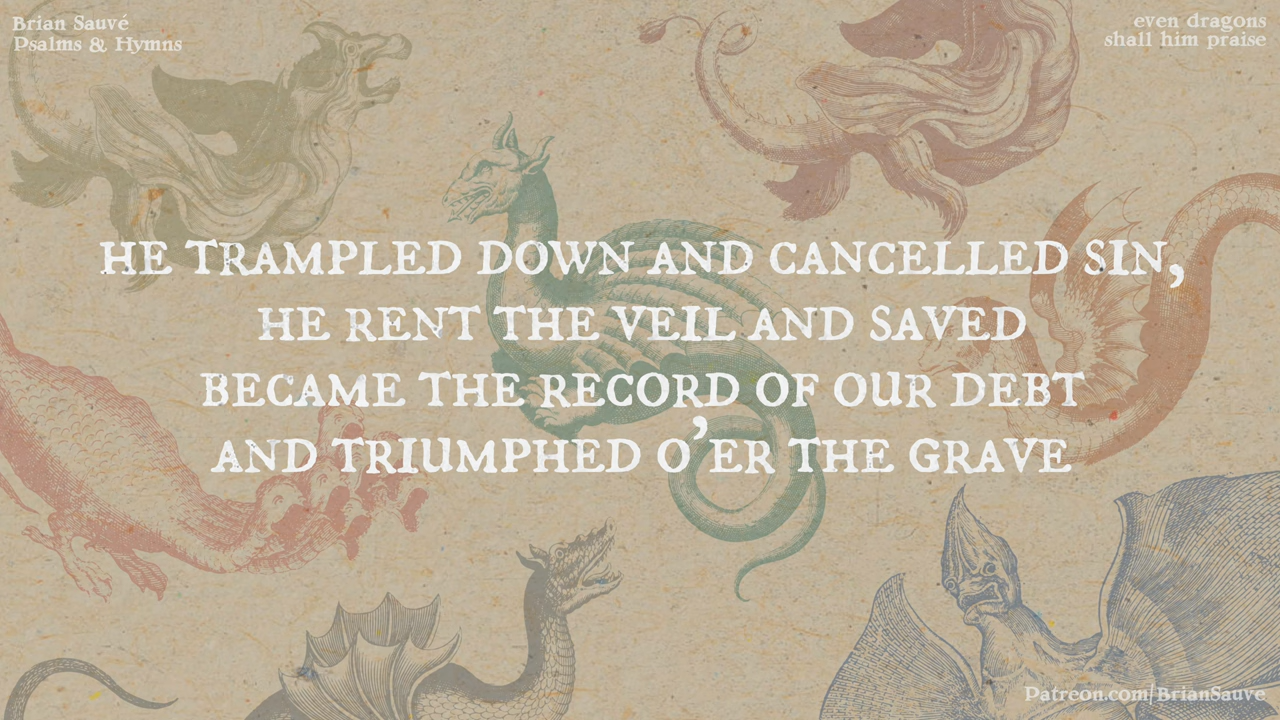 Brian Sauvé
Psalms & Hymns
even dragons
shall him praise
HE TRAMPLED DOWN AND CANCELLED SIN,
HE RENT THE VEIL AND SAVED
BECAME THE RECORD OF OUR DEBT
AND TRIUMPHED O'ER THE GRAVE
Patreon.com/BrianSauve